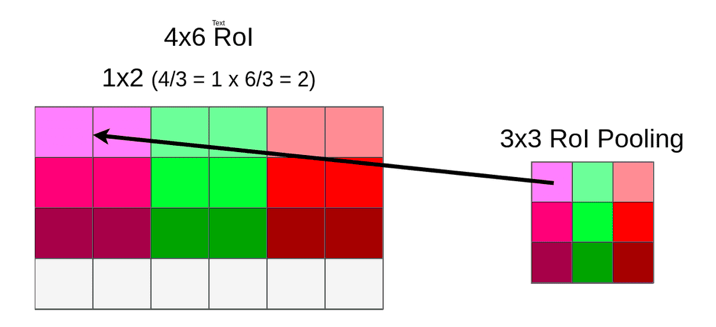 Text
4x6 RoI
1x2 (4/3 = 1 x 6/3 = 2)
3x3 RoI Pooling